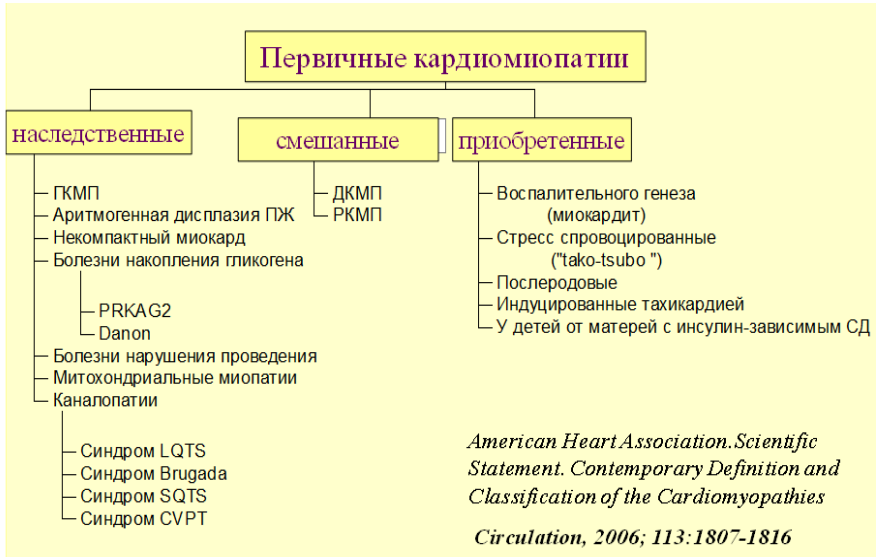 Первичные кардиомиопатии
наследственные
ГКМП
Аритмогенная дисплазия ПЖ
Некомпактный миокард
Болезни накопления гликогена
PRKAG2
Danon
Болезни нарушения проведения
Митохондриальные миопатии
Каналопатии
Синдром LQTS
Синдром Brugada
Синдром SQTS
Синдром CVPT
смешанные
ДКМП
РКМП
приобретенные
Воспалительного генеза
(миокардит)
Стресс спровоцированные
("tako-tsubo ")
Послеродовые
Индуцированные тахикардией
У детей от матерей с инсулин-зависимым СД
American Heart Association.Scientific
Statement. Contemporary Definition and
Classification of the Cardiomyopathies
Circulation, 2006; 113:1807-1816